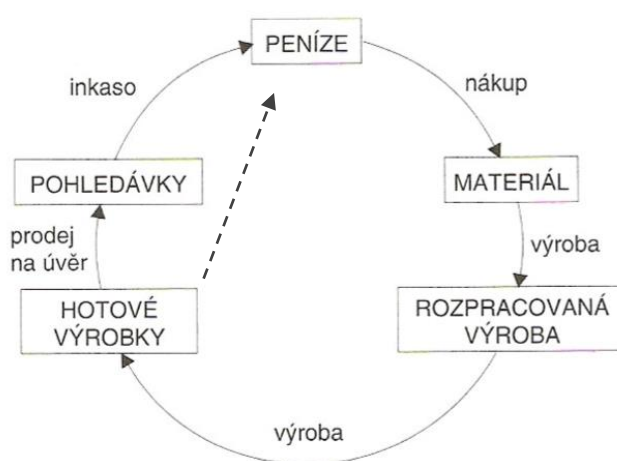 PENÍZE
nákup
MATERIÁL
výroba
ROZPRACOVANÁ
VÝROBA
výroba
HOTOVÉ
VÝROBKY
prodej
na úvěr
POHLEDÁVKY
inkaso